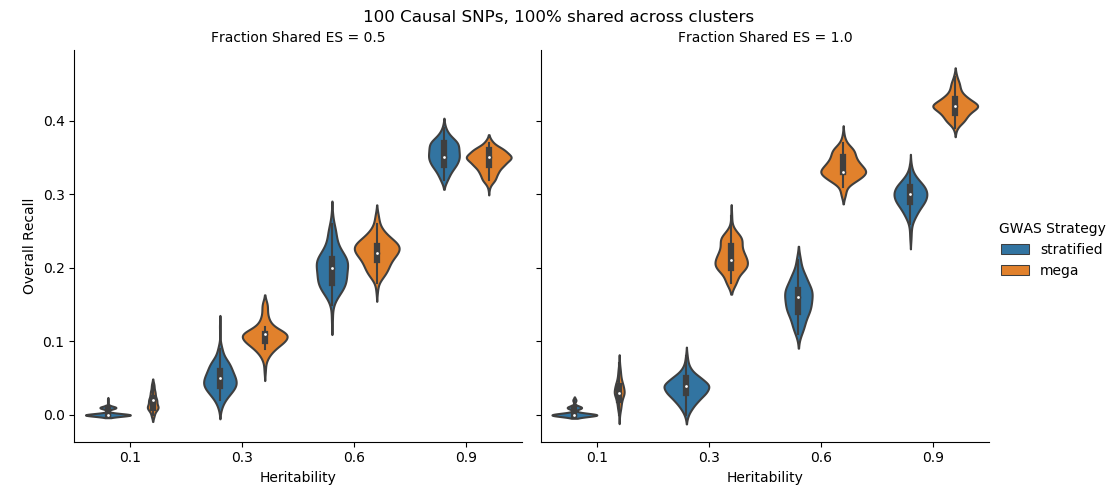 100 Causal SNPs, 100% shared across clusters
Fraction Shared ES = 0.5
Fraction Shared ES = 1.0
Overall Recall
0.4
0.3
0.2
0.1
0.0
0.1 0.3 0.6 0.9
Heritability
0.1 0.3 0.6 0.9
Heritability
GWAS Strategy
stratified
mega